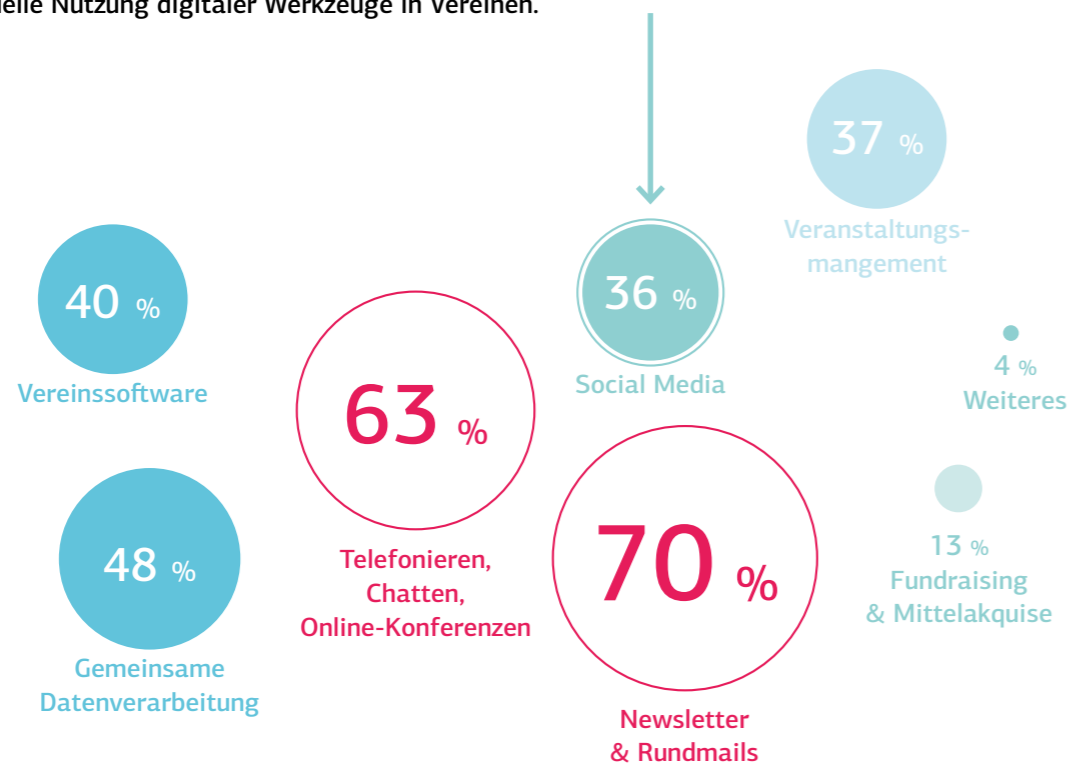 Nutzung digitaler Werkzeuge in Vereinen.
37 %
Veranstaltungs-
mangement
40 %
Vereinssoftware
36 %
Social Media
63 %
Telefonieren,
Chatten,
Online-Konferenzen
4 %
Weiteres
48 %
Gemeinsame
Datenverarbeitung
70 %
Newsletter
& Rundmails
13 %
Fundraising
& Mittelakquise